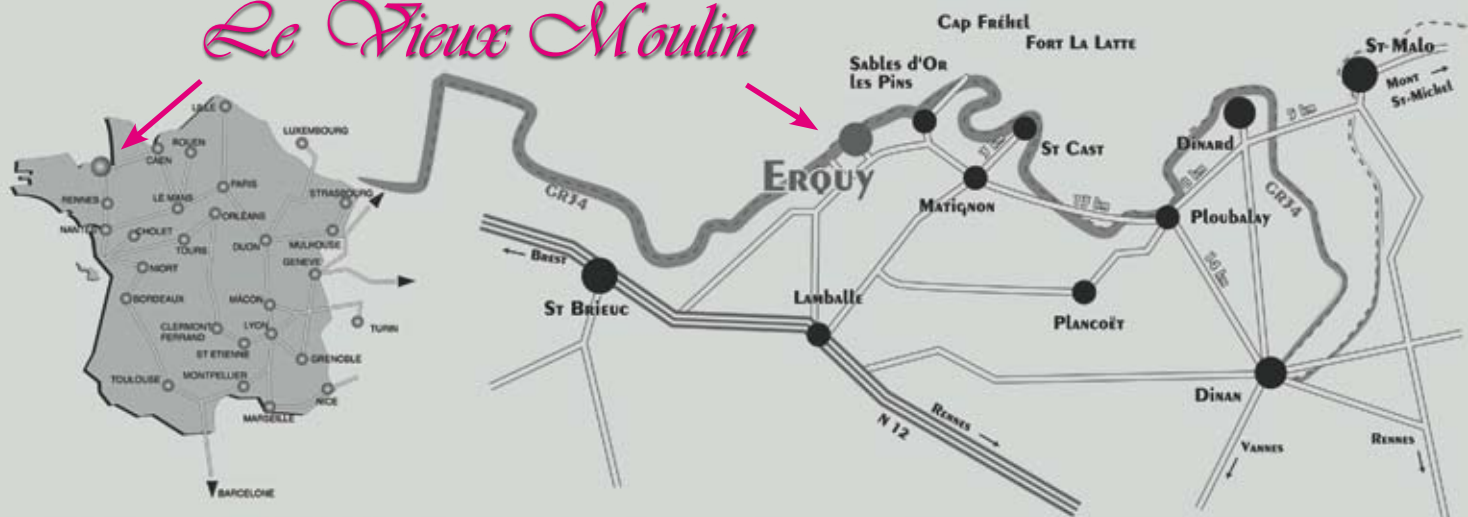 Le Vieux Moulin
LILLE
LUXEMBOURG
ROUEN
CAEN
PARIS
STRASBOURG
RENNES
LE MANS
ORLÉANS
NANTES
CHOLET
TOURS
DIJON
MULHOUSE
NIORT
GENEVE
BORDEAUX
MÂCON
CLERMONT
FERRAND
LYON
TURIN
ST ETIENNE
GRENOBLE
TOULOUSE
MONTPELLIER
NICE
MARSEILLE
BARCELONE
Cap Fréhel
Fort La Latte
Sables d'Or
les Pins
St-Malo
Mont
St-Michel
5 km
Dinard
St Cast
Erquy
GR34
Matignon
Ploubalay
GR34
Brest
St Brieuc
Lamballe
Plancoët
Dinan
Rennes
N 12
Vannes
Rennes